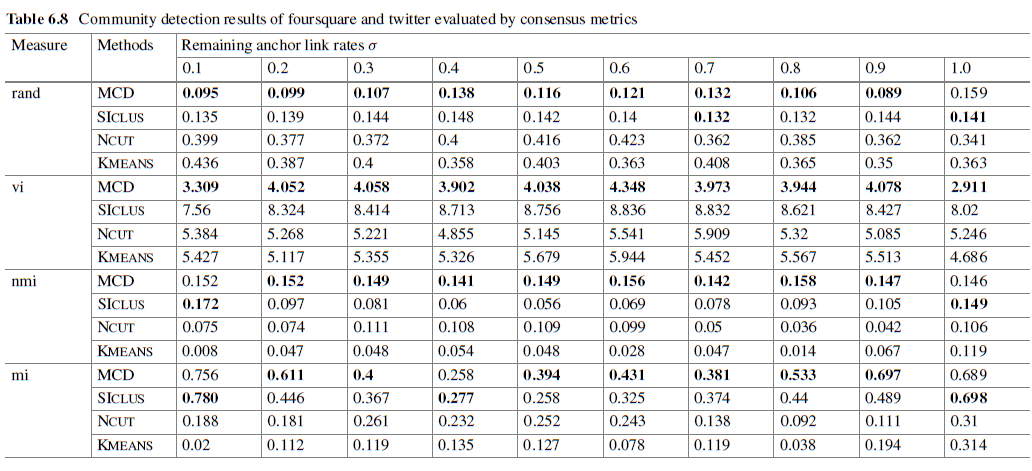 Table 6.8 Community detection results of foursquare and twitter evaluated by consensus metrics
Measure Methods Remaining anchor link rates σ
0.1 0.2 0.3 0.4 0.5 0.6 0.7 0.8 0.9 1.0
rand MCD 0.095 0.099 0.107 0.138 0.116 0.121 0.132 0.106 0.089 0.159
SICLUS 0.135 0.139 0.144 0.148 0.142 0.14 0.132 0.132 0.144 0.141
NCUT 0.399 0.377 0.372 0.4 0.416 0.423 0.362 0.385 0.362 0.341
KMEANS 0.436 0.387 0.4 0.358 0.403 0.363 0.408 0.365 0.35 0.363
vi MCD 3.309 4.052 4.058 3.902 4.038 4.348 3.973 3.944 4.078 2.911
SICLUS 7.56 8.324 8.414 8.713 8.756 8.836 8.832 8.621 8.427 8.02
NCUT 5.384 5.268 5.221 4.855 5.145 5.541 5.909 5.32 5.085 5.246
KMEANS 5.427 5.117 5.355 5.326 5.679 5.944 5.452 5.567 5.513 4.686
nmi MCD 0.152 0.152 0.149 0.141 0.149 0.156 0.142 0.158 0.147 0.146
SICLUS 0.172 0.097 0.081 0.06 0.056 0.069 0.078 0.093 0.105 0.149
NCUT 0.075 0.074 0.111 0.108 0.109 0.099 0.05 0.036 0.042 0.106
KMEANS 0.008 0.047 0.048 0.054 0.048 0.028 0.047 0.014 0.067 0.119
mi MCD 0.756 0.611 0.4 0.258 0.394 0.431 0.381 0.533 0.697 0.689
SICLUS 0.780 0.446 0.367 0.277 0.258 0.325 0.374 0.44 0.489 0.698
NCUT 0.188 0.181 0.261 0.232 0.252 0.243 0.138 0.092 0.111 0.31
KMEANS 0.02 0.112 0.119 0.135 0.127 0.078 0.119 0.038 0.194 0.314